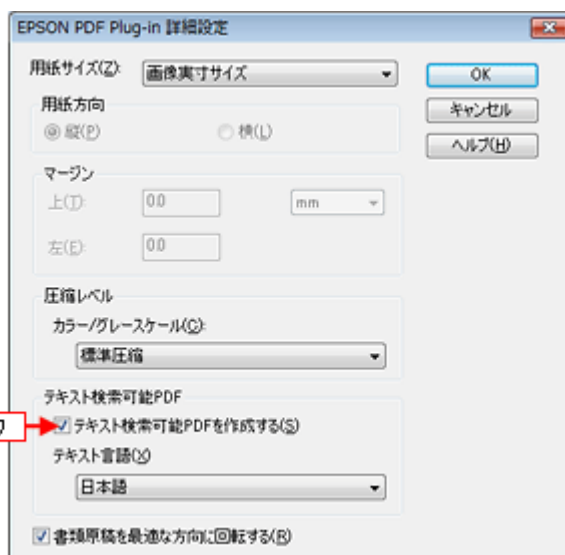 EPSON PDF Plug-in 詳細設定
用紙サイズ(Z): 画像実寸サイズ
OK
用紙方向
キャンセル
縦(P) 横(L)
ヘルプ(H)
マージン
上(T): 0.0 mm
左(E): 0.0
圧縮レベル
カラー/グレースケール(C):
標準圧縮
テキスト検索可能PDF
テキスト検索可能PDFを作成する(S)
テキスト言語(X)
日本語
書類原稿を最適な方向に回転する(R)